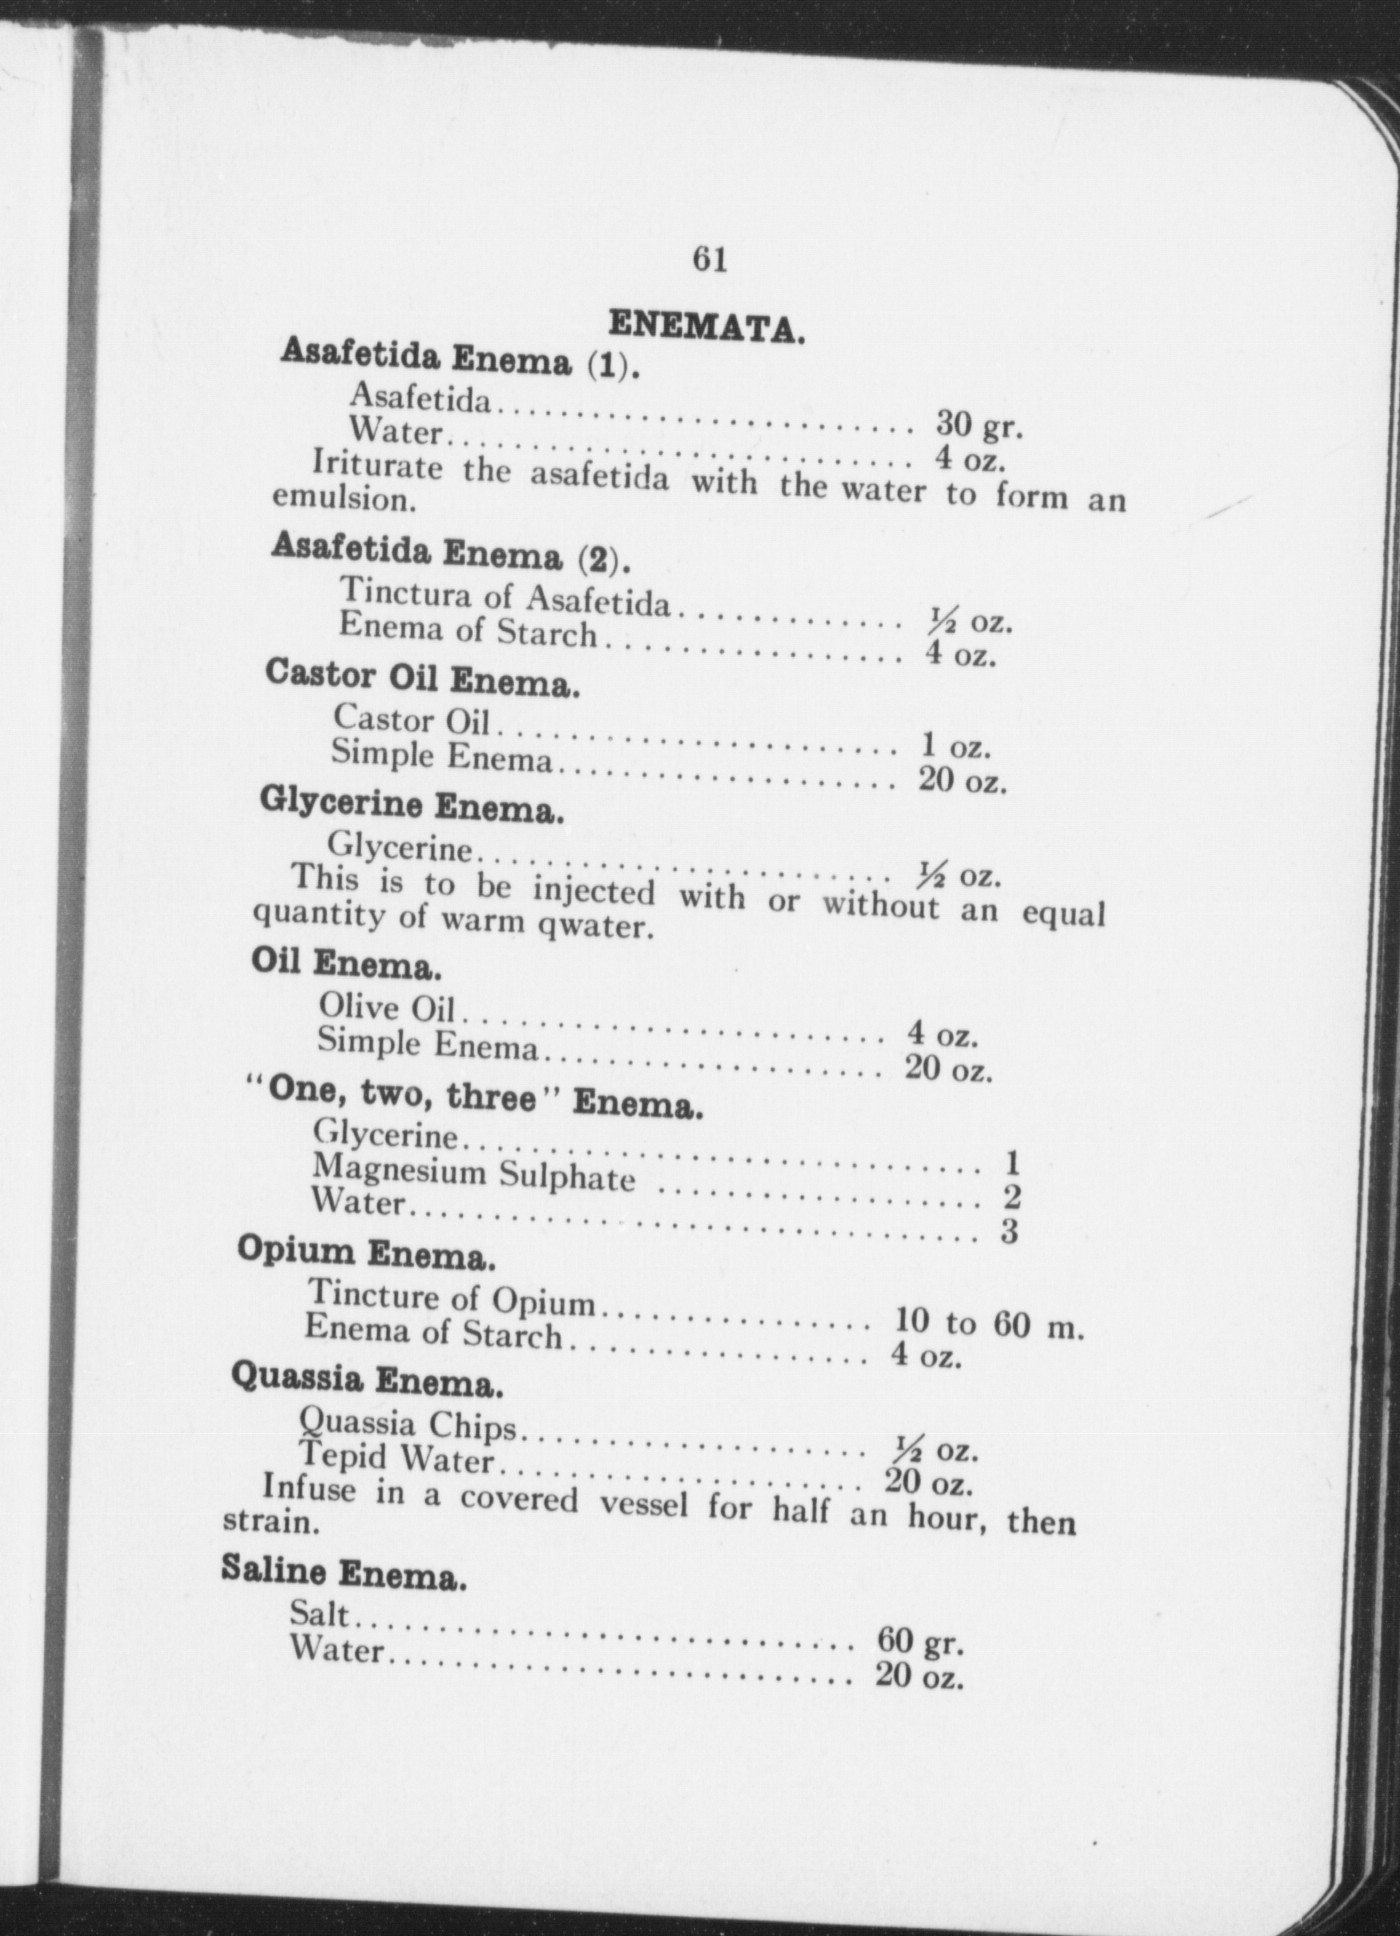 61
ENEMATA.
Asafetida Enema (1).
Asafetida.......................... 30 gr.
Water............................. 4 oz.
Iriturate the asafetida with the water to form an
emulsion.
Asafetida Enema (2).
Tinctura of Asafetida.............. ½ oz.
Enema of Starch.................. 4 oz.
Castor Oil Enema.
Castor Oil......................... 1 oz.
Simple Enema..................... 20 oz.
Glycerine Enema.
Glycerine.......................... ½ oz.
This is to be injected with or without an equal
quantity of warm qwater.
Oil Enema.
Olive Oil.......................... 4 oz.
Simple Enema..................... 20 oz.
"One, two, three" Enema.
Glycerine................................ 1
Magnesium Sulphate .................... 2
Water................................... 3
Opium Enema.
Tincture of Opium................. 10 to 60 m.
Enema of Starch.................. 4 oz.
Quassia Enema.
Quassia Chips..................... ½ oz.
Tepid Water....................... 20 oz.
Infuse in a covered vessel for half an hour, then
strain.
Saline Enema.
Salt............................... 60 gr.
Water............................. 20 oz.